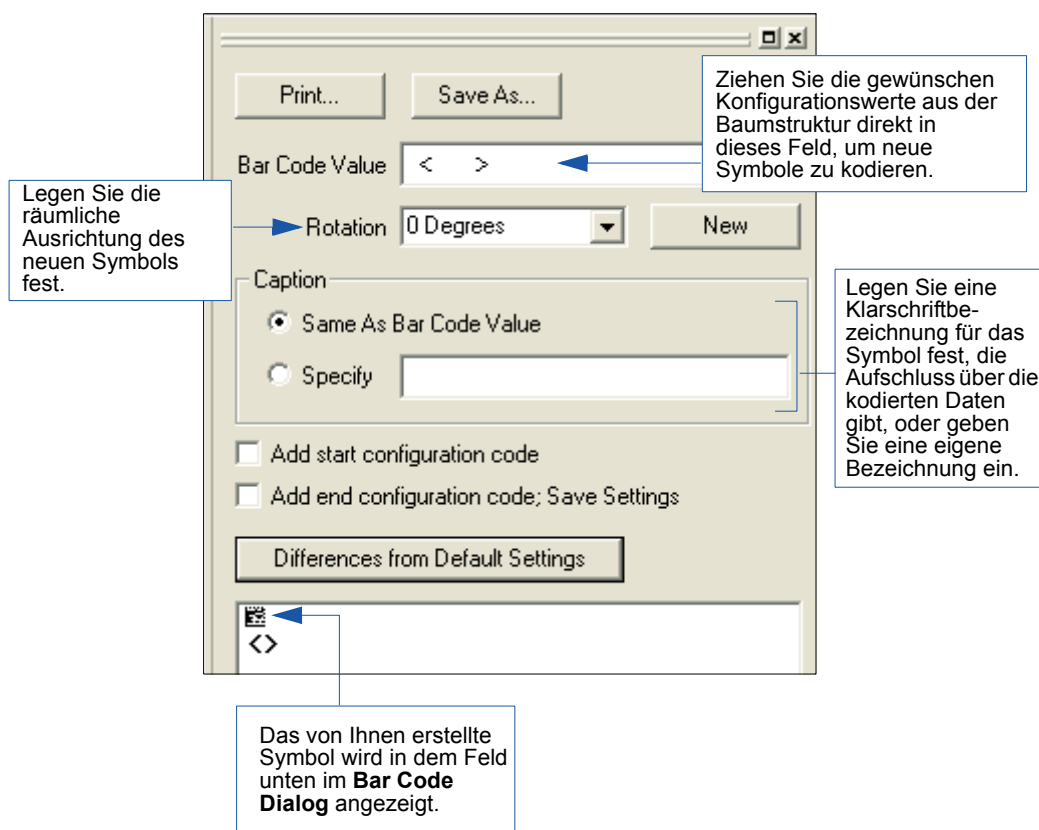 Print...
Save As...
Ziehen Sie die gewünschen
Konfigurationswerte aus der
Baumstruktur direkt in
dieses Feld, um neue
Symbole zu kodieren.
Bar Code Value
< >
Legen Sie die
räumliche
Ausrichtung des
neuen Symbols
fest.
Rotation
0 Degrees
New
Caption
Same As Bar Code Value
Specify
Legen Sie eine
Klarschriftbe-
zeichnung für das
Symbol fest, die
Aufschluss über die
kodierten Daten
gibt, oder geben
Sie eine eigene
Bezeichnung ein.
Add start configuration code
Add end configuration code; Save Settings
Differences from Default Settings
<>
Das von Ihnen erstellte
Symbol wird in dem Feld
unten im Bar Code
Dialog angezeigt.